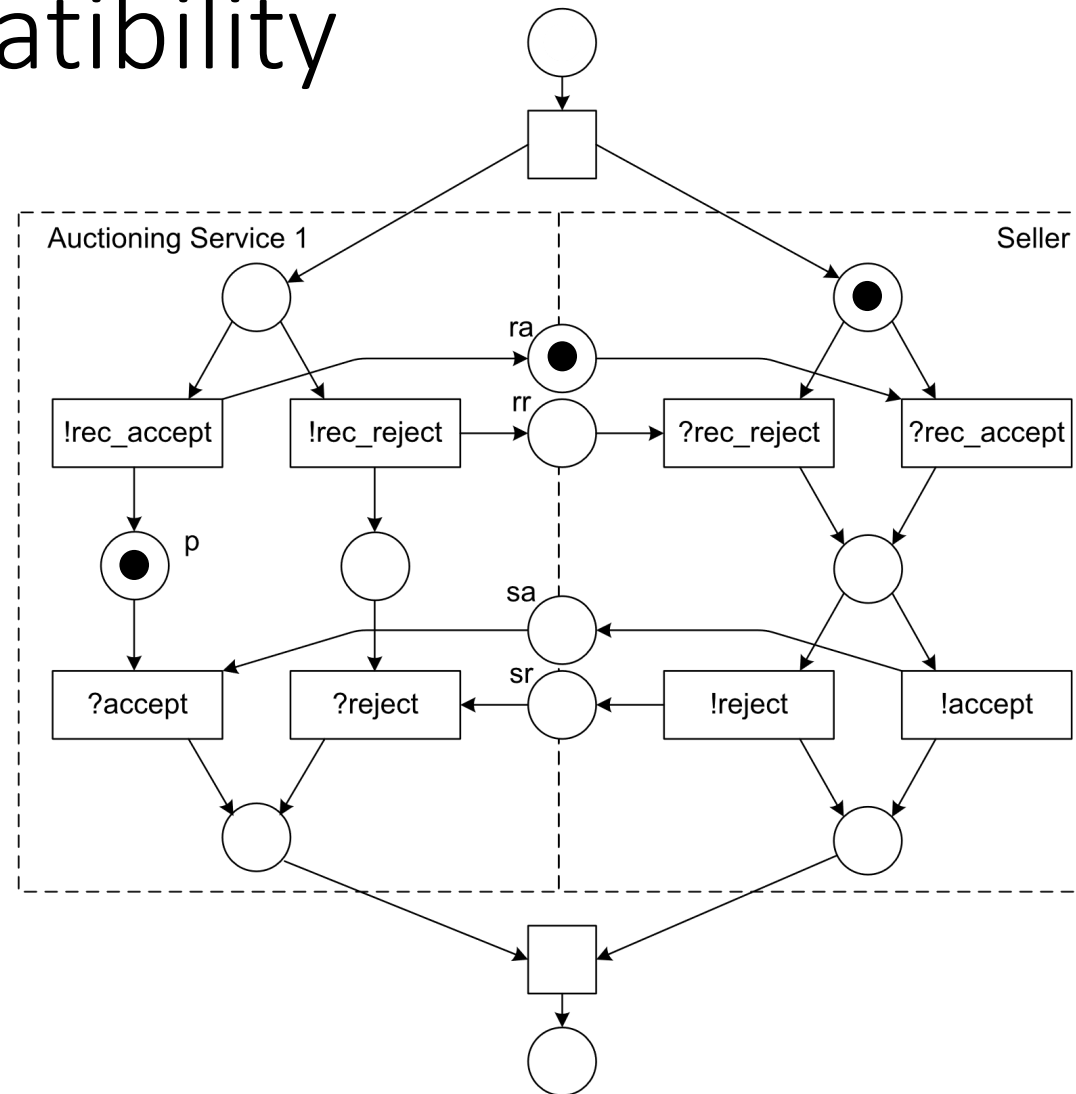 atibility
Auctioning Service 1
Seller
ra
rr
!rec_accept
!rec_reject
?rec_reject
?rec_accept
p
sa
sr
?accept
?reject
!reject
!accept